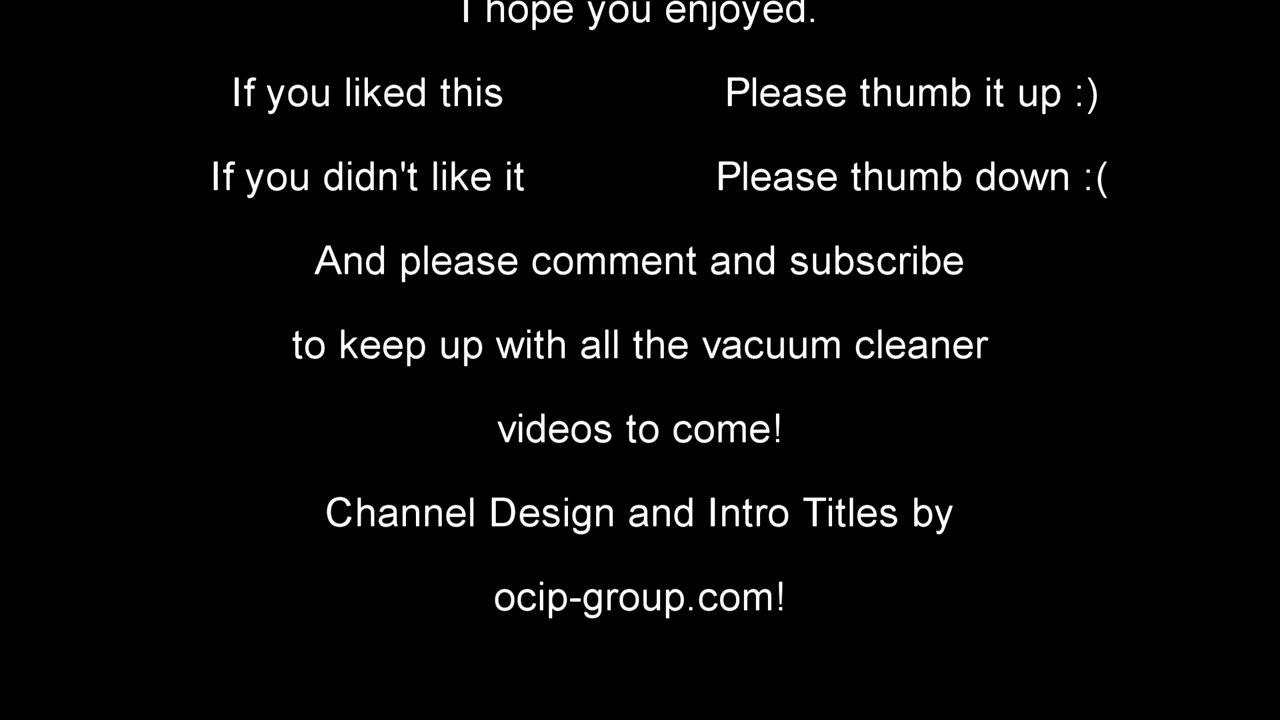 I hope you enjoyed.
If you liked this Please thumb it up :)
If you didn't like it Please thumb down :(
And please comment and subscribe
to keep up with all the vacuum cleaner
videos to come!
Channel Design and Intro Titles by
ocip-group.com!